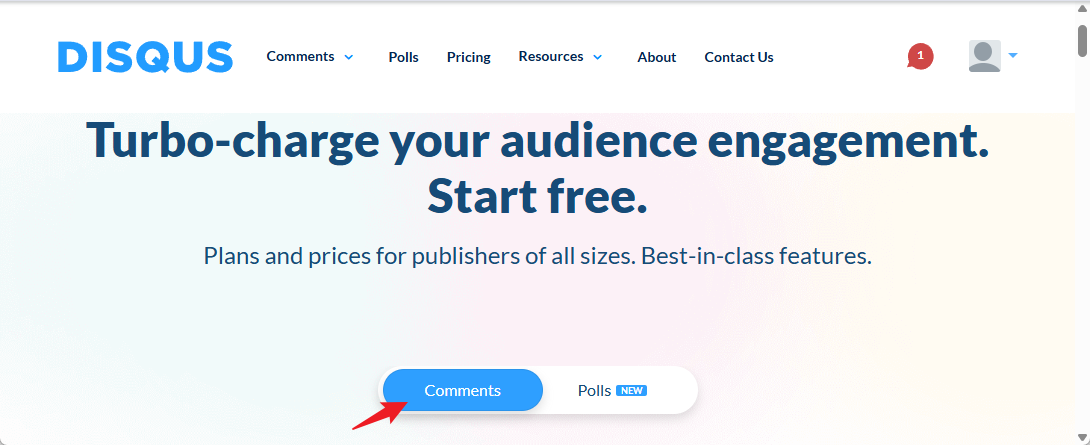 DISQUS Comments Polls Pricing Resources About Contact Us 1
Turbo-charge your audience engagement.
Start free.
Plans and prices for publishers of all sizes. Best-in-class features.
Comments Polls NEW